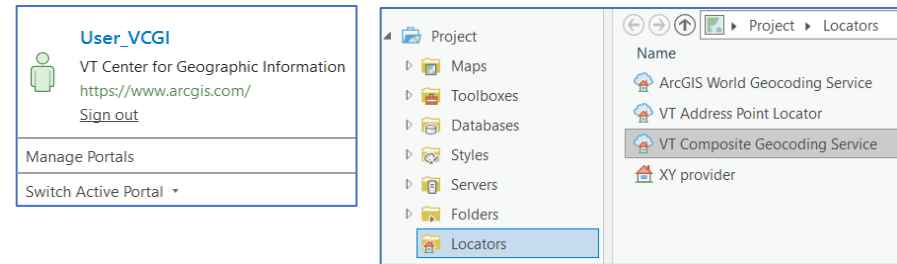 User_VCGI
VT Center for Geographic Information
https://www.arcgis.com/
Sign out
Manage Portals
Switch Active Portal
Project
Maps
Toolboxes
Databases
Styles
Servers
Folders
Locators
Project Locators
Name
ArcGIS World Geocoding Service
VT Address Point Locator
VT Composite Geocoding Service
XY provider